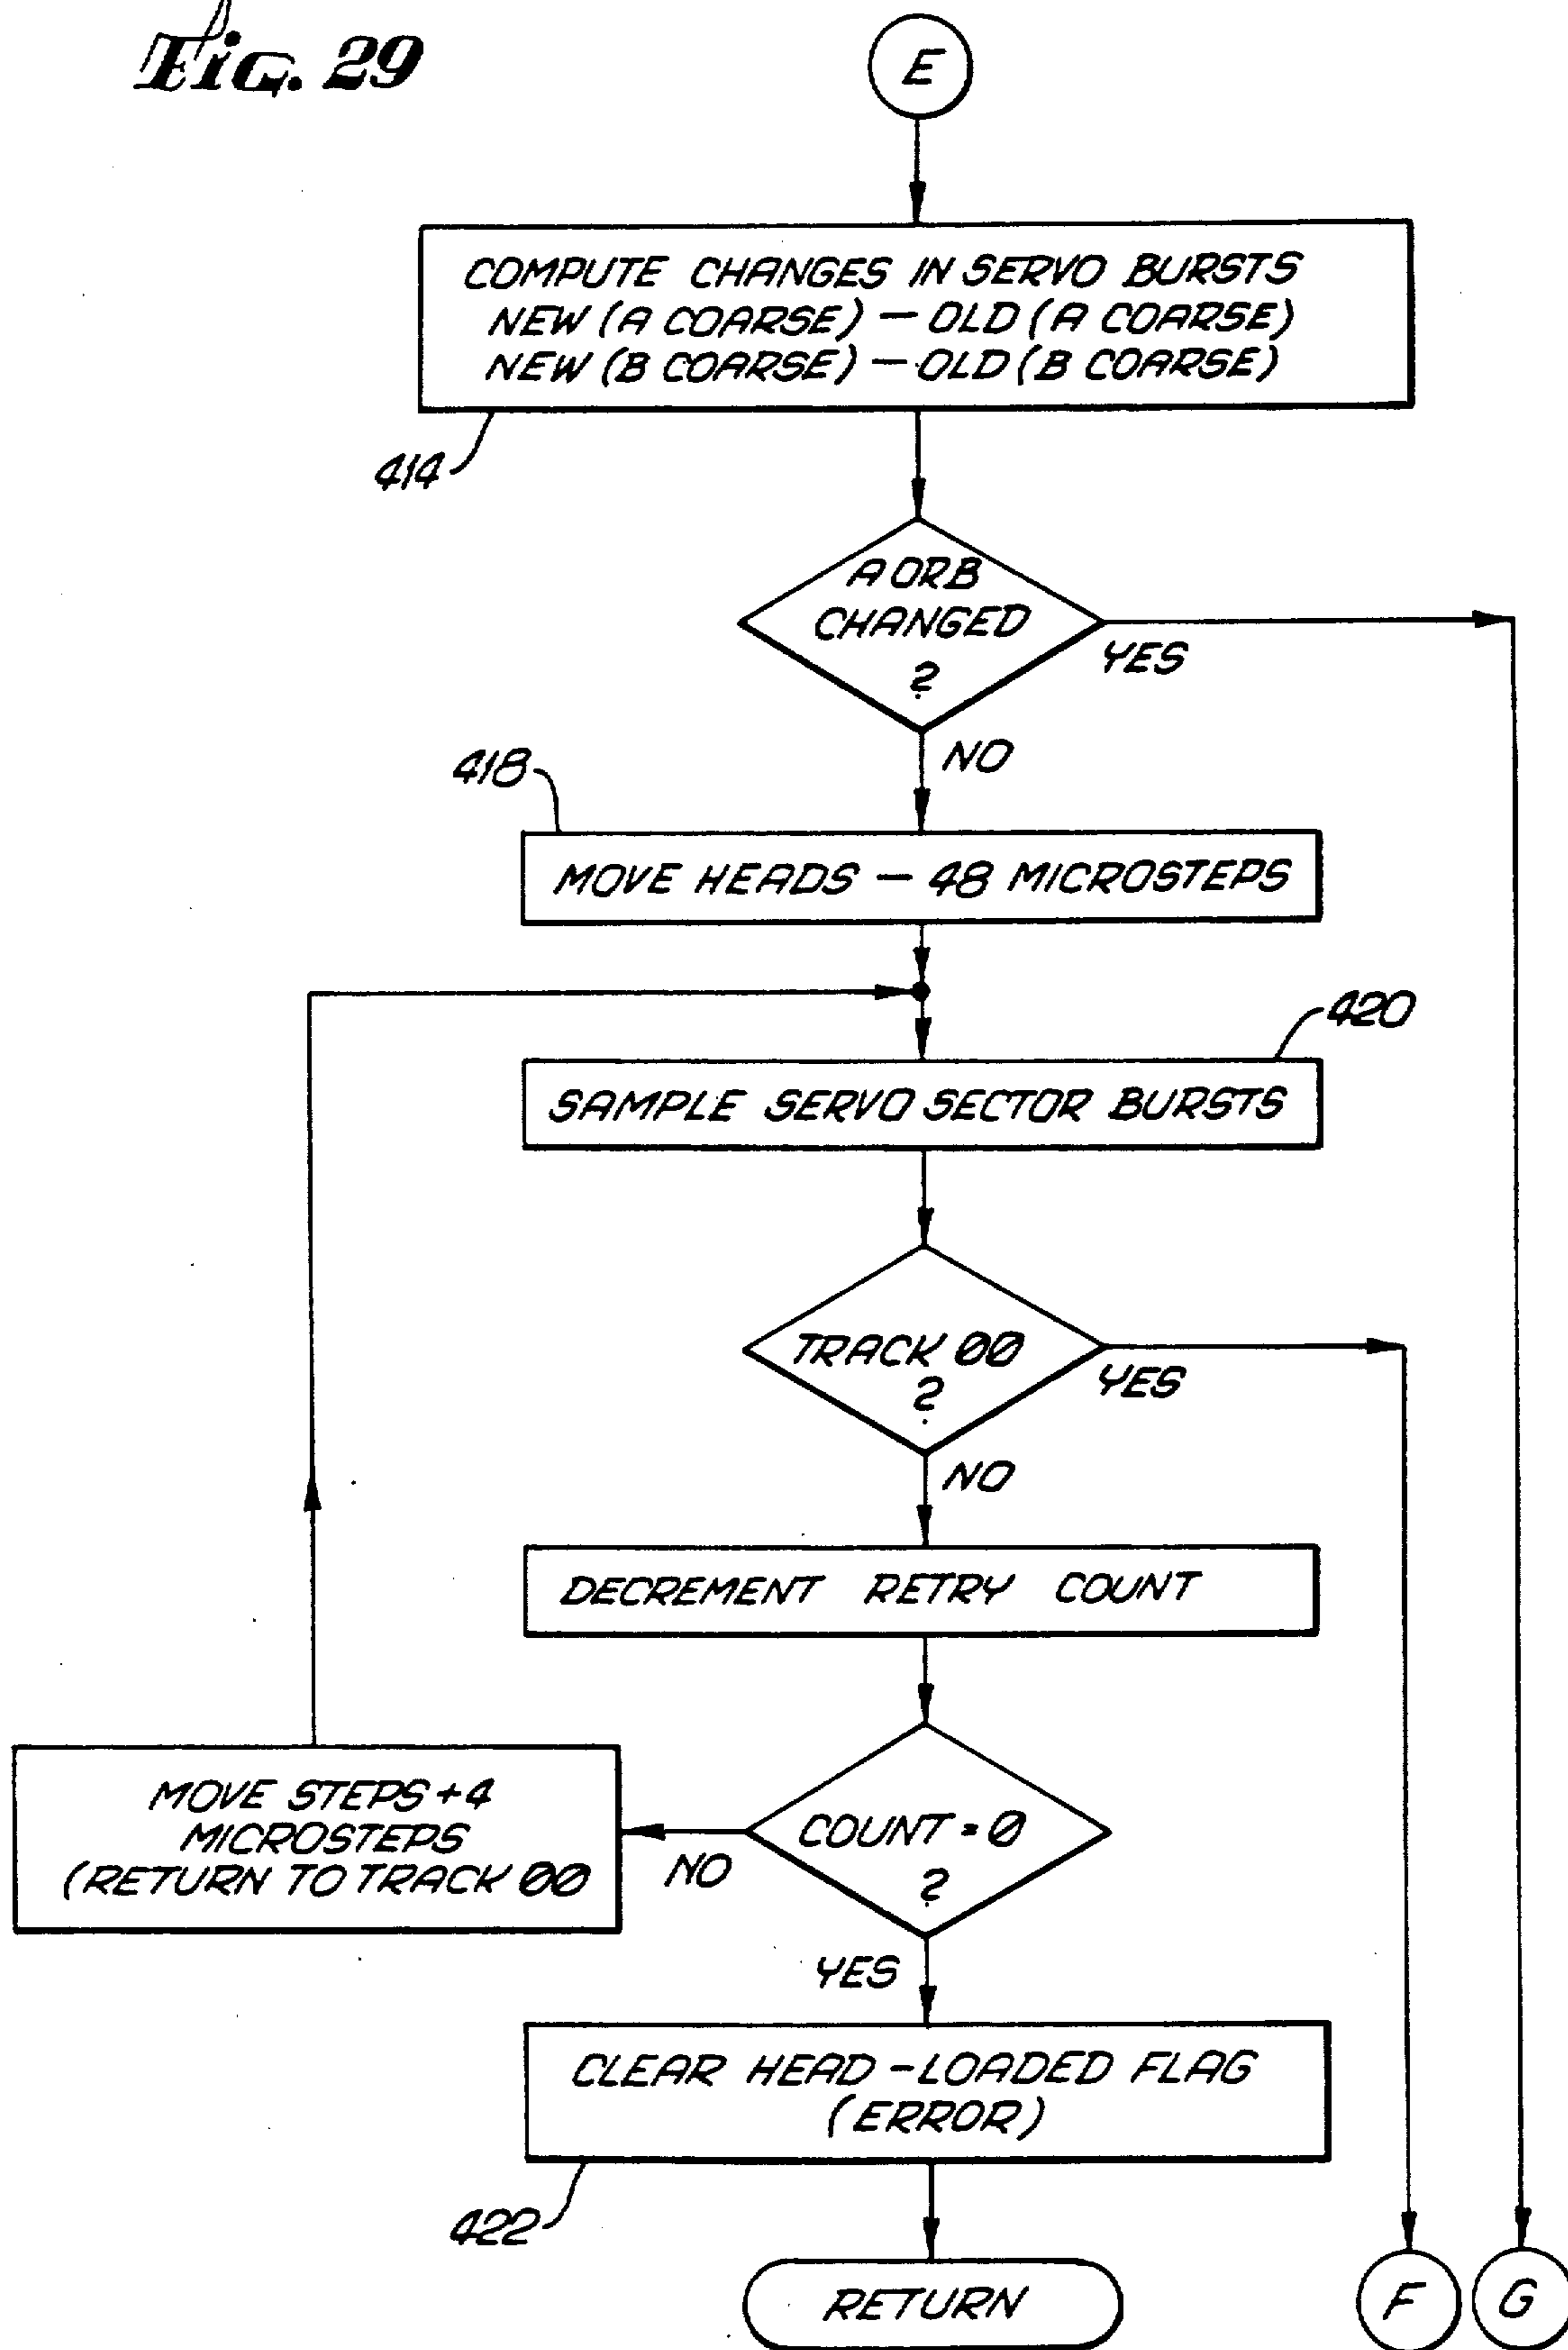 Fig. 29
E
COMPUTE CHANGES IN SERVO BURSTS
NEW (A COARSE) — OLD (A COARSE)
NEW (B COARSE) — OLD (B COARSE)
414
A OR B
CHANGED
?
YES
NO
418
MOVE HEADS — 48 MICROSTEPS
420
SAMPLE SERVO SECTOR BURSTS
TRACK 00
?
YES
NO
DECREMENT RETRY COUNT
MOVE STEPS +4
MICROSTEPS
(RETURN TO TRACK 00
NO
COUNT = 0
?
YES
CLEAR HEAD-LOADED FLAG
(ERROR)
422
RETURN
F
G